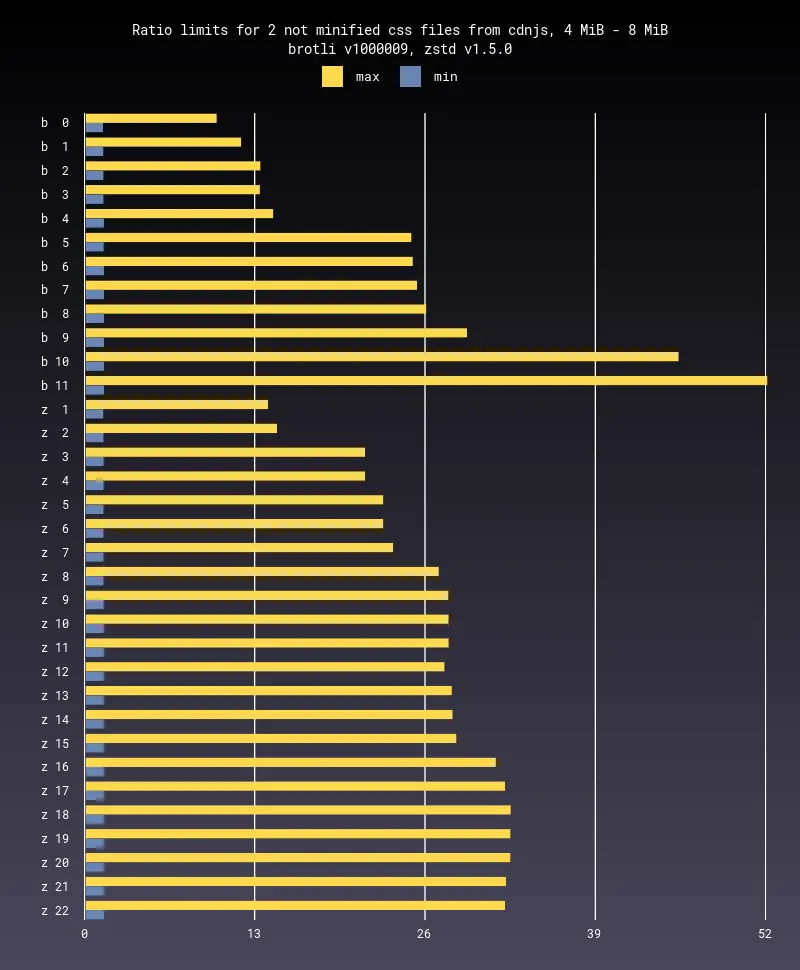 Ratio limits for 2 not minified css files from cdnjs, 4 MiB - 8 MiB
brotli v1000009, zstd v1.5.0
max min
b 0
b 1
b 2
b 3
b 4
b 5
b 6
b 7
b 8
b 9
b 10
b 11
z 1
z 2
z 3
z 4
z 5
z 6
z 7
z 8
z 9
z 10
z 11
z 12
z 13
z 14
z 15
z 16
z 17
z 18
z 19
z 20
z 21
z 22
0 13 26 39 52